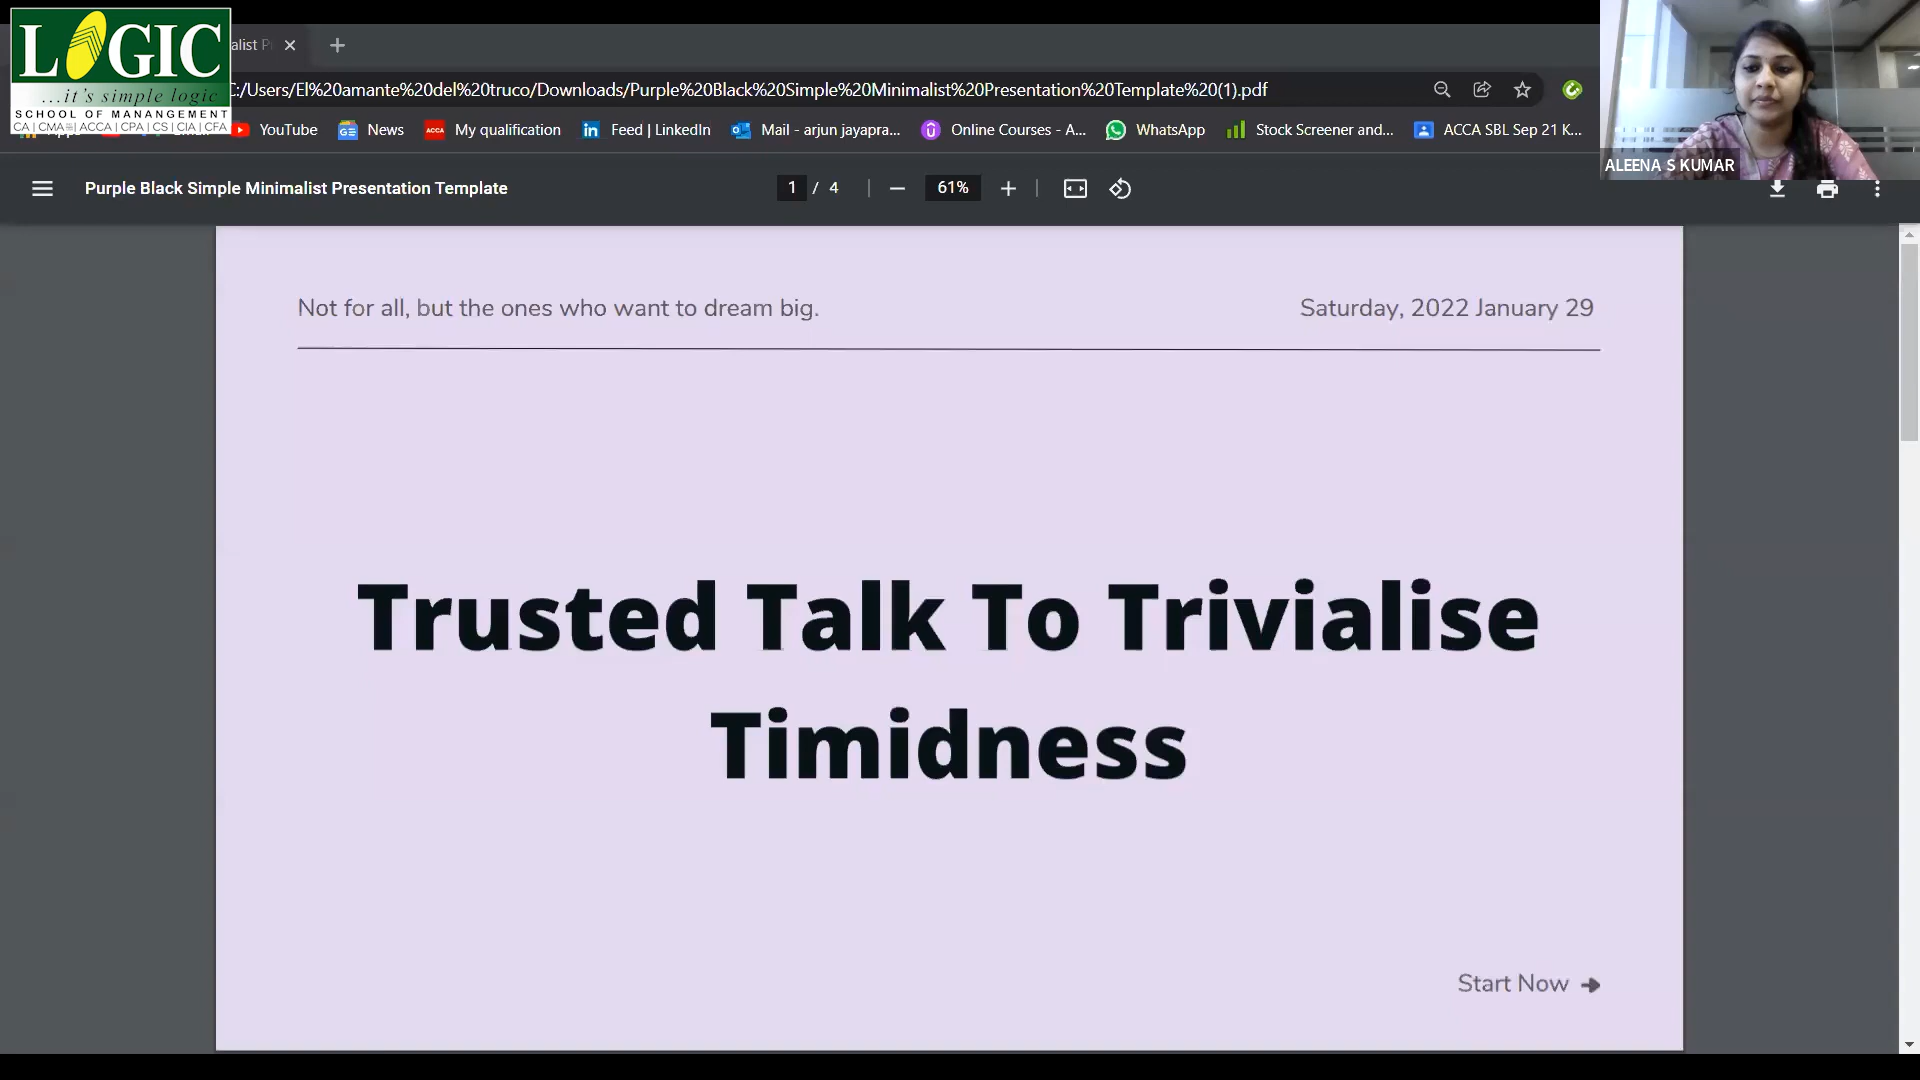 LOGIC
...it's simple logic
SCHOOL OF MANANGEMENT
CA | CMA | ACCA | CPA | CS | CIA | CFA
alist
C:/Users/El%20amante%20del%20truco/Downloads/Purple%20Black%20Simple%20Minimalist%20Presentation%20Template%20(1).pdf
YouTube News My qualification Feed | LinkedIn Mail - arjun jayapra... Online Courses - A... WhatsApp Stock Screener and... ACCA SBL Sep 21 K...
ALEENA S KUMAR
Purple Black Simple Minimalist Presentation Template 1 / 4 61%
Not for all, but the ones who want to dream big. Saturday, 2022 January 29
Trusted Talk To Trivialise
Timidness
Start Now